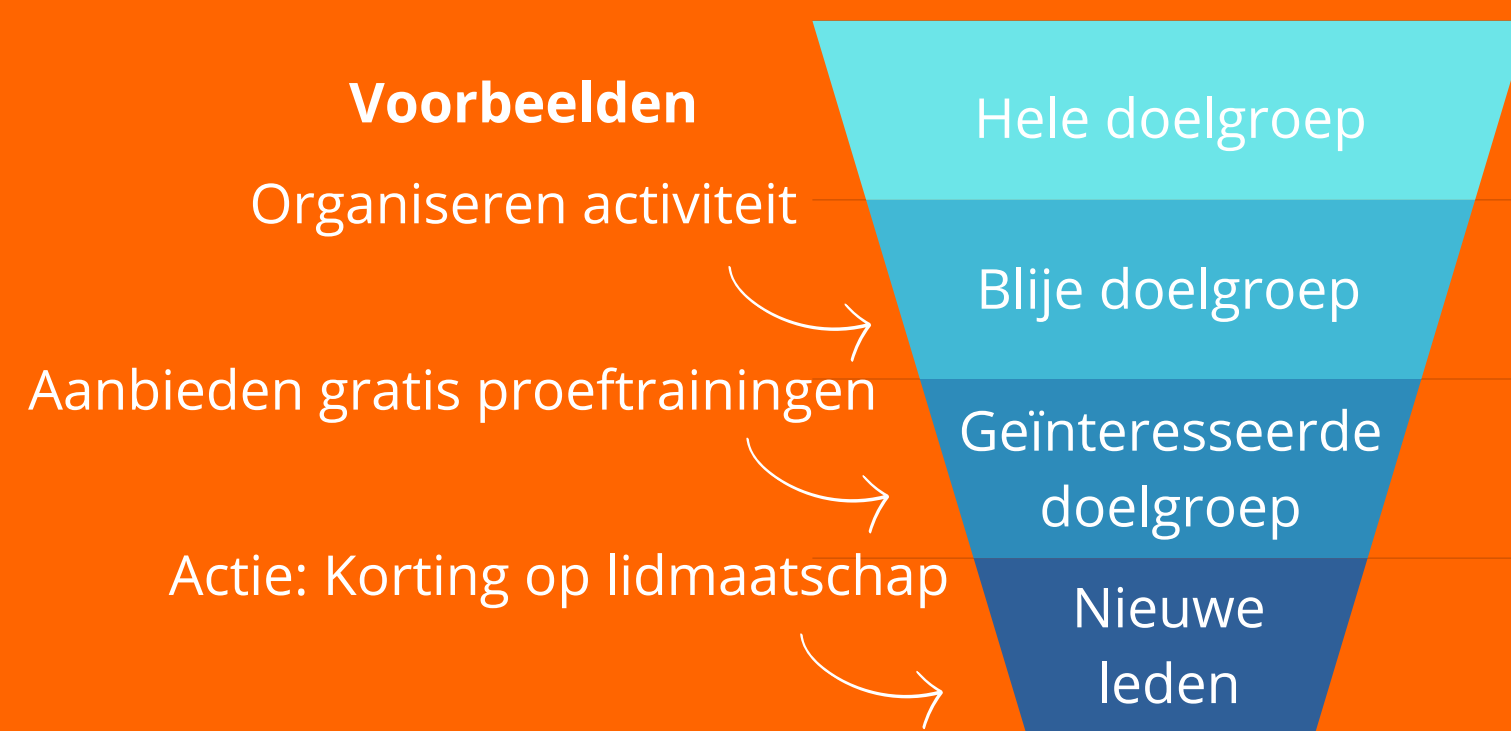 Voorbeelden
Organiseren activiteit
Aanbieden gratis proeftrainingen
Actie: Korting op lidmaatschap
Hele doelgroep
Blije doelgroep
Geïnteresseerde
doelgroep
Nieuwe
leden